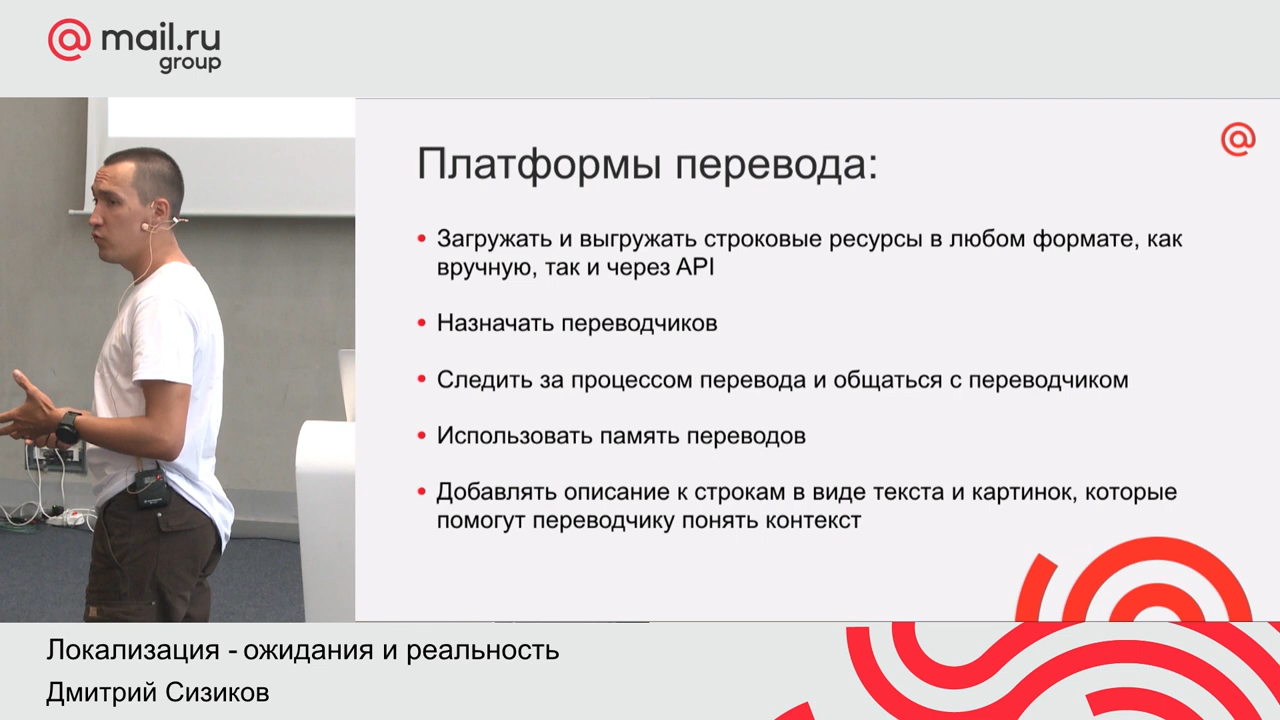 @ mail.ru
group
@
Платформы перевода:
• Загружать и выгружать строковые ресурсы в любом формате, как
вручную, так и через API
• Назначать переводчиков
• Следить за процессом перевода и общаться с переводчиком
• Использовать память переводов
• Добавлять описание к строкам в виде текста и картинок, которые
помогут переводчику понять контекст
Локализация - ожидания и реальность
Дмитрий Сизиков